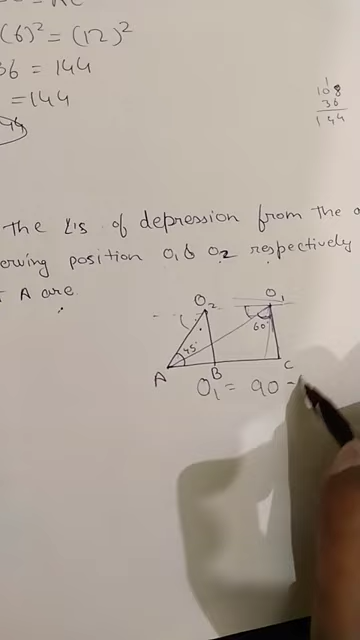 (6)² = (12)²
36 = 144
= 144
108
36
144
The ∠s of depression from the
position O₁ & O₂ respectively
A are
O₂
O₁
60°
45°
A
B
C
O₁ = 90 -